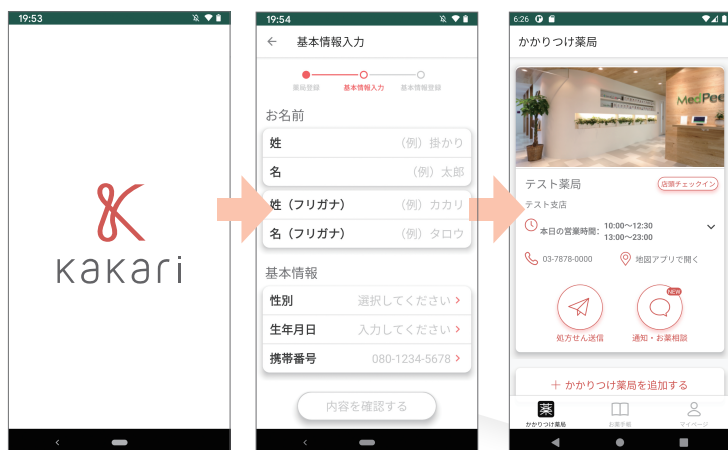 19:53
kakari
19:54
基本情報入力
薬局登録
基本情報入力
基本情報登録
お名前
姓
(例) 掛かり
名
(例) 太郎
姓（フリガナ）
(例) カカリ
名（フリガナ）
(例) タロウ
基本情報
性別
選択してください
生年月日
入力してください
携帯番号
080-1234-5678
内容を確認する
6:26
かかりつけ薬局
MedPee
テスト薬局
店頭チェックイン
テスト支店
本日の営業時間: 10:00～12:30
13:00～23:00
03-7878-0000
地図アプリで開く
NEW
処方せん送信
通知・お薬相談
＋ かかりつけ薬局を追加する
薬
かかりつけ薬局
お薬手帳
マイページ